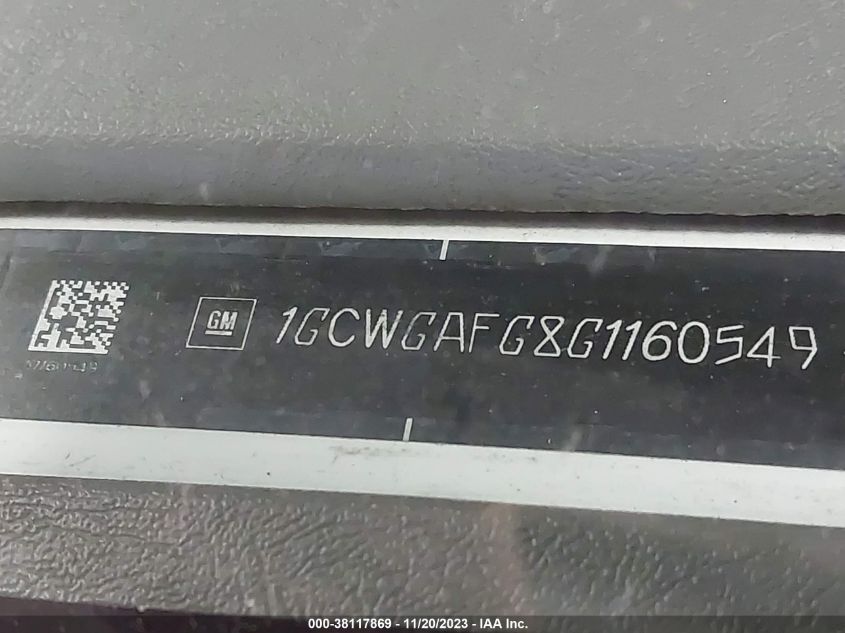 GM 1GCWGAFG8G1160549
000-38117869 - 11/20/2023 - IAA Inc.